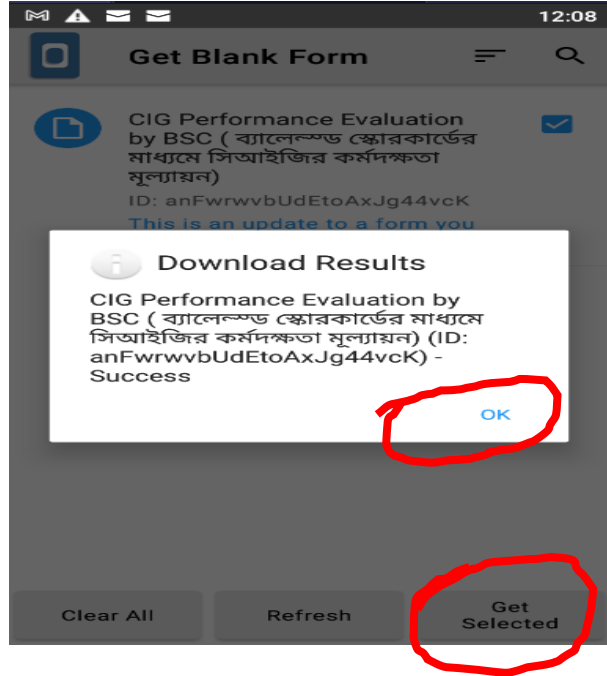 12:08
Get Blank Form
CIG Performance Evaluation
by BSC ( ব্যালেন্স্ড স্কোরকার্ডের
মাধ্যমে সিআইজির কর্মদক্ষতা
মূল্যায়ন)
ID: anFwrwvbUdEtoAxJg44vcK
This is an update to a form you
Download Results
CIG Performance Evaluation by
BSC ( ব্যালেন্স্ড স্কোরকার্ডের মাধ্যমে
সিআইজির কর্মদক্ষতা মূল্যায়ন) (ID:
anFwrwvbUdEtoAxJg44vcK) -
Success
OK
Clear All
Refresh
Get
Selected